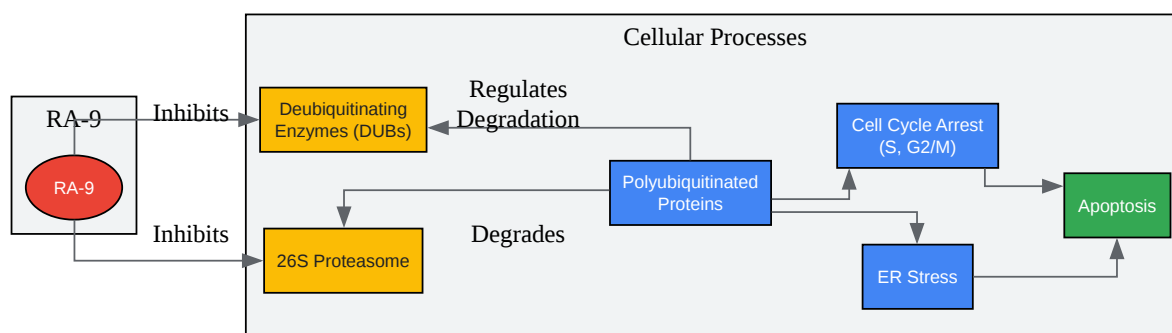 Cellular Processes
RA-9
RA-9
Inhibits
Inhibits
Deubiquitinating
Enzymes (DUBs)
26S Proteasome
Regulates
Degradation
Degrades
Polyubiquitinated
Proteins
Cell Cycle Arrest
(S, G2/M)
ER Stress
Apoptosis